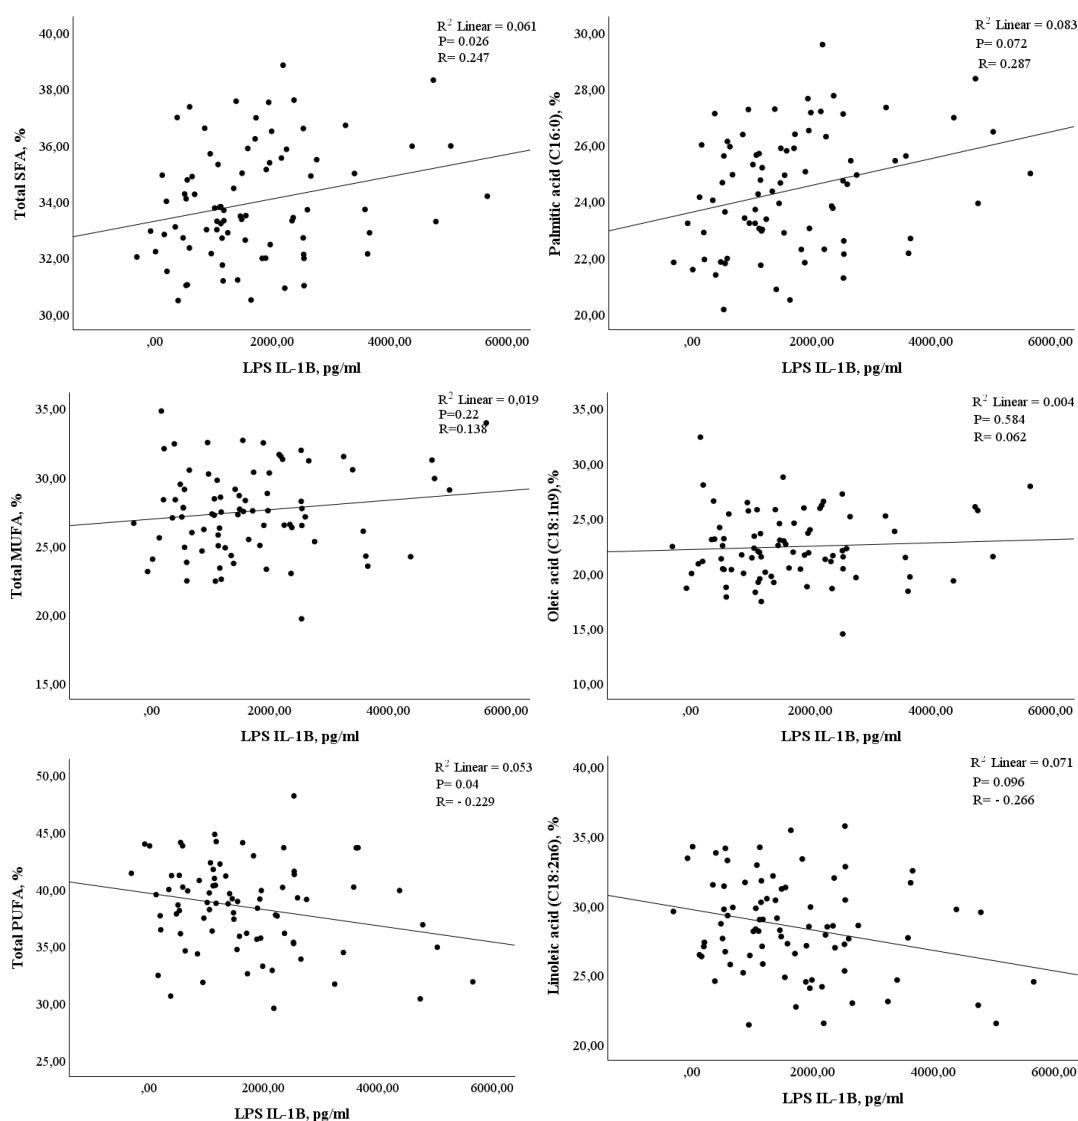 R² Linear = 0,061
P= 0.026
R= 0.247
40,00
38,00
36,00
34,00
32,00
30,00
Total SFA, %
,00 2000,00 4000,00 6000,00
LPS IL-1B, pg/ml
R² Linear = 0,083
P= 0.072
R= 0.287
30,00
28,00
26,00
24,00
22,00
20,00
Palmitic acid (C16:0), %
,00 2000,00 4000,00 6000,00
LPS IL-1B, pg/ml
R² Linear = 0,019
P=0.22
R=0.138
35,00
30,00
25,00
20,00
15,00
Total MUFA, %
,00 2000,00 4000,00 6000,00
LPS IL-1B, pg/ml
R² Linear = 0.004
P= 0.584
R= 0.062
35,00
30,00
25,00
20,00
15,00
10,00
Oleic acid (C18:1n9),%
,00 2000,00 4000,00 6000,00
LPS IL-1B, pg/ml
R² Linear = 0,053
P= 0.04
R= - 0.229
50,00
45,00
40,00
35,00
30,00
25,00
Total PUFA, %
,00 2000,00 4000,00 6000,00
LPS IL-1B, pg/ml
R² Linear = 0,071
P= 0.096
R= - 0.266
40,00
35,00
30,00
25,00
20,00
Linoleic acid (C18:2n6), %
,00 2000,00 4000,00 6000,00
LPS IL-1B, pg/ml